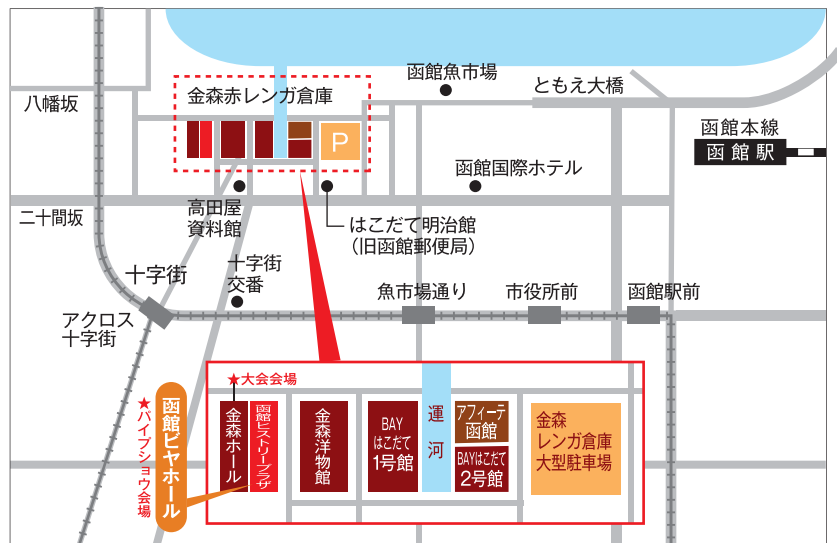 函館魚市場
ともえ大橋
八幡坂
金森赤レンガ倉庫
P
函館本線
函館駅
函館国際ホテル
二十間坂
高田屋
資料館
はこだて明治館
(旧函館郵便局)
十字街
交番
十字街
魚市場通り
市役所前
函館駅前
アクロス
十字街
★大会会場
函館ビヤホール
★パイプショウ会場
金森ホール
函館ヒストリープラザ
金森洋物館
BAY
はこだて
1号館
運河
アフィーテ
函館
BAYはこだて
2号館
金森
レンガ倉庫
大型駐車場